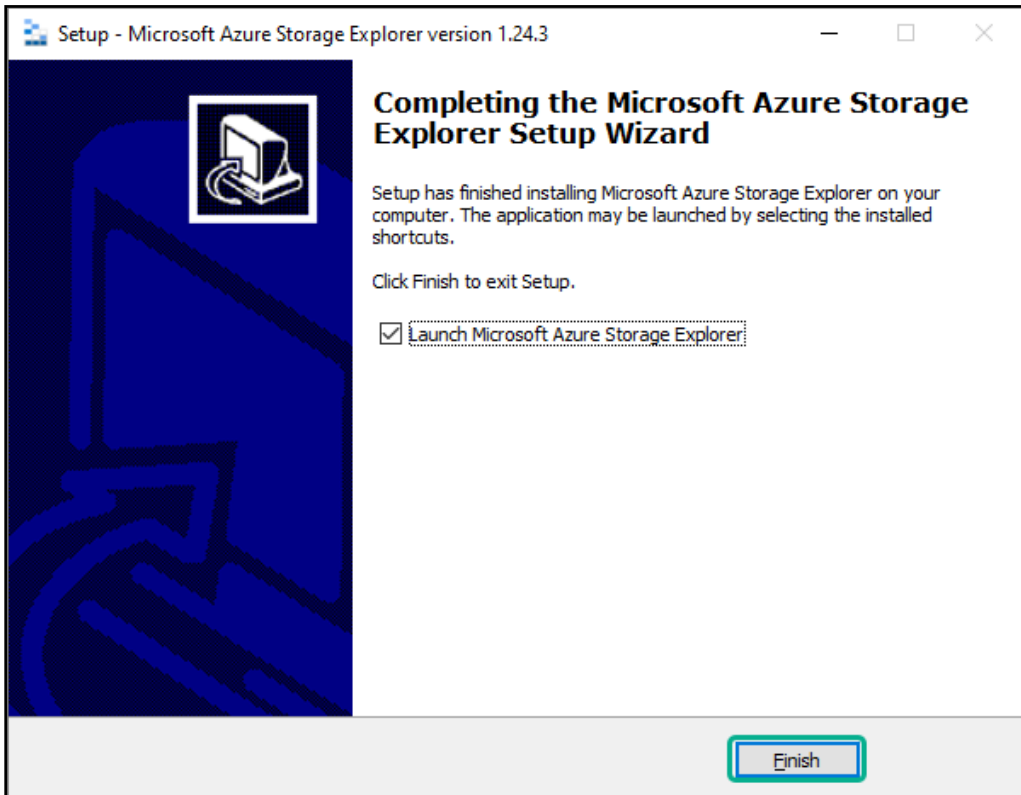 Setup - Microsoft Azure Storage Explorer version 1.24.3
Completing the Microsoft Azure Storage
Explorer Setup Wizard
Setup has finished installing Microsoft Azure Storage Explorer on your
computer. The application may be launched by selecting the installed
shortcuts.
Click Finish to exit Setup.
Launch Microsoft Azure Storage Explorer
Finish